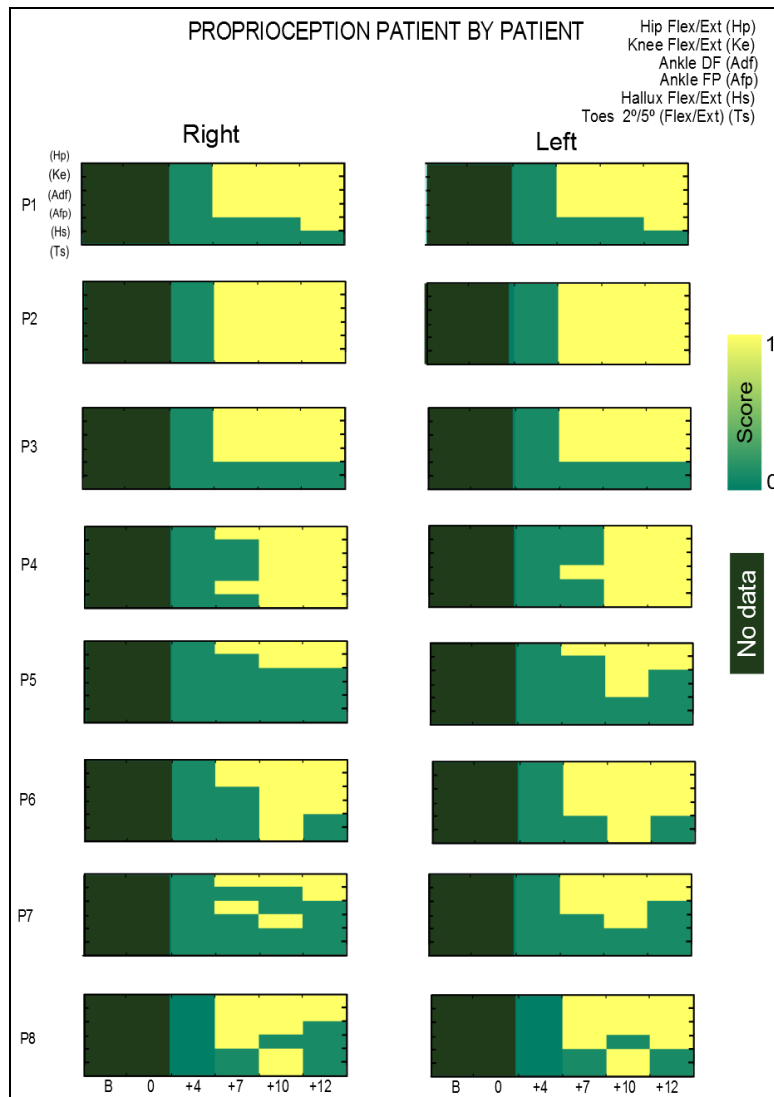 PROPRIOCEPTION PATIENT BY PATIENT
Hip Flex/Ext (Hp)
Knee Flex/Ext (Ke)
Ankle DF (Adf)
Ankle FP (Afp)
Hallux Flex/Ext (Hs)
Toes 2º/5º (Flex/Ext) (Ts)
Right
Left
(Hp)
(Ke)
(Adf)
(Afp)
(Hs)
(Ts)
P1
P2
P3
P4
P5
P6
P7
P8
1
Score
0
No data
B 0 +4 +7 +10 +12
B 0 +4 +7 +10 +12